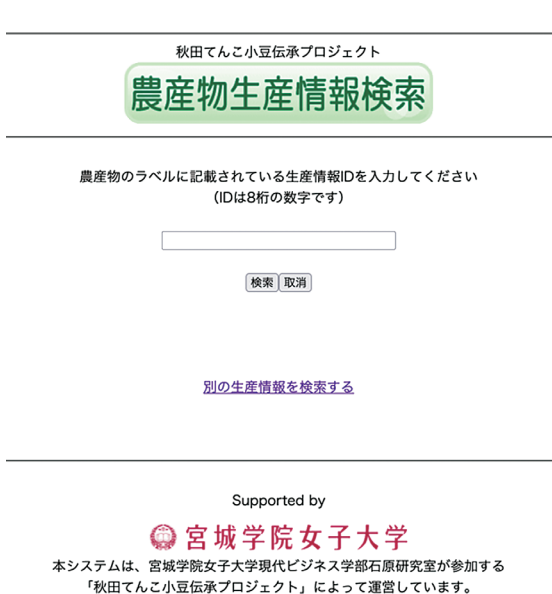 秋田てんこ小豆伝承プロジェクト
農産物生産情報検索
農産物のラベルに記載されている生産情報IDを入力してください
（IDは8桁の数字です）
検索 取消
別の生産情報を検索する
Supported by
宮城学院女子大学
本システムは、宮城学院女子大学現代ビジネス学部石原研究室が参加する
「秋田てんこ小豆伝承プロジェクト」によって運営しています。